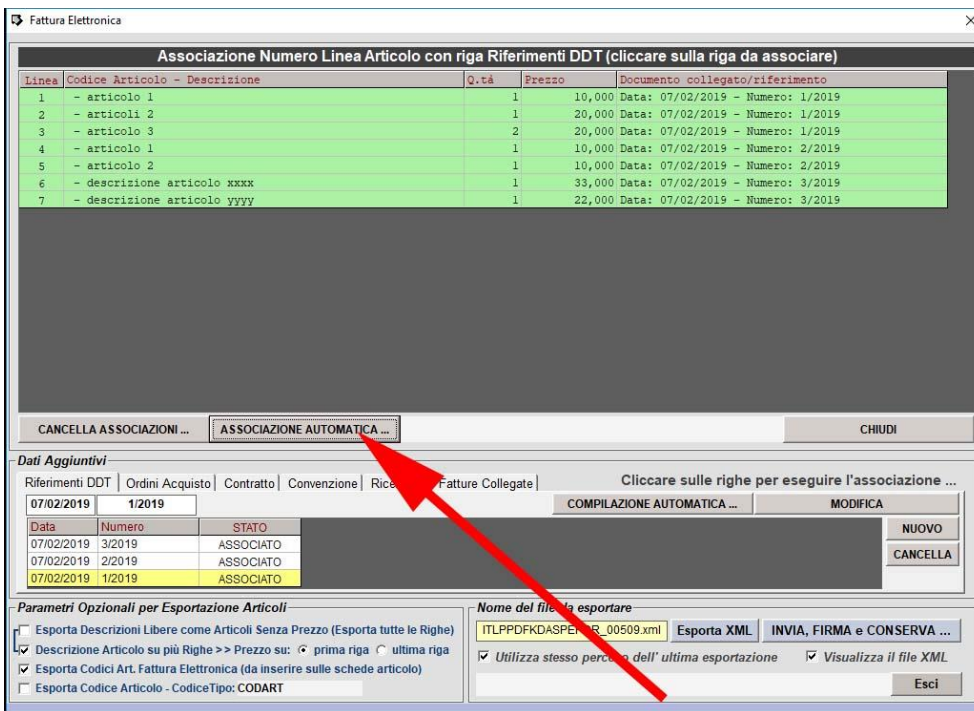 Fattura Elettronica
Associazione Numero Linea Articolo con riga Riferimenti DDT (cliccare sulla riga da associare)
Linea Codice Articolo - Descrizione Q.tà Prezzo Documento collegato/riferimento
1 - articolo 1 1 10,000 Data: 07/02/2019 - Numero: 1/2019
2 - articoli 2 1 20,000 Data: 07/02/2019 - Numero: 1/2019
3 - articolo 3 2 20,000 Data: 07/02/2019 - Numero: 1/2019
4 - articolo 1 1 10,000 Data: 07/02/2019 - Numero: 2/2019
5 - articolo 2 1 10,000 Data: 07/02/2019 - Numero: 2/2019
6 - descrizione articolo xxxx 1 33,000 Data: 07/02/2019 - Numero: 3/2019
7 - descrizione articolo yyyy 1 22,000 Data: 07/02/2019 - Numero: 3/2019
CANCELLA ASSOCIAZIONI ... ASSOCIAZIONE AUTOMATICA ... CHIUDI
Dati Aggiuntivi
Riferimenti DDT Ordini Acquisto Contratto Convenzione Fatture Collegate Cliccare sulle righe per eseguire l'associazione ...
07/02/2019 1/2019 COMPILAZIONE AUTOMATICA ... MODIFICA
Data Numero STATO NUOVO
07/02/2019 3/2019 ASSOCIATO
07/02/2019 2/2019 ASSOCIATO CANCELLA
07/02/2019 1/2019 ASSOCIATO
Parametri Opzionali per Esportazione Articoli Nome del file da esportare
Esporta Descrizioni Libere come Articoli Senza Prezzo (Esporta tutte le Righe) Esporta XML INVIA, FIRMA e CONSERVA ...
Descrizione Articolo su più Righe >> Prezzo su: prima riga ultima riga
Utilizza stesso percorso dell' ultima esportazione Visualizza il file XML
Esporta Codici Art. Fattura Elettronica (da inserire sulle schede articolo)
Esporta Codice Articolo - CodiceTipo: CODART Esci